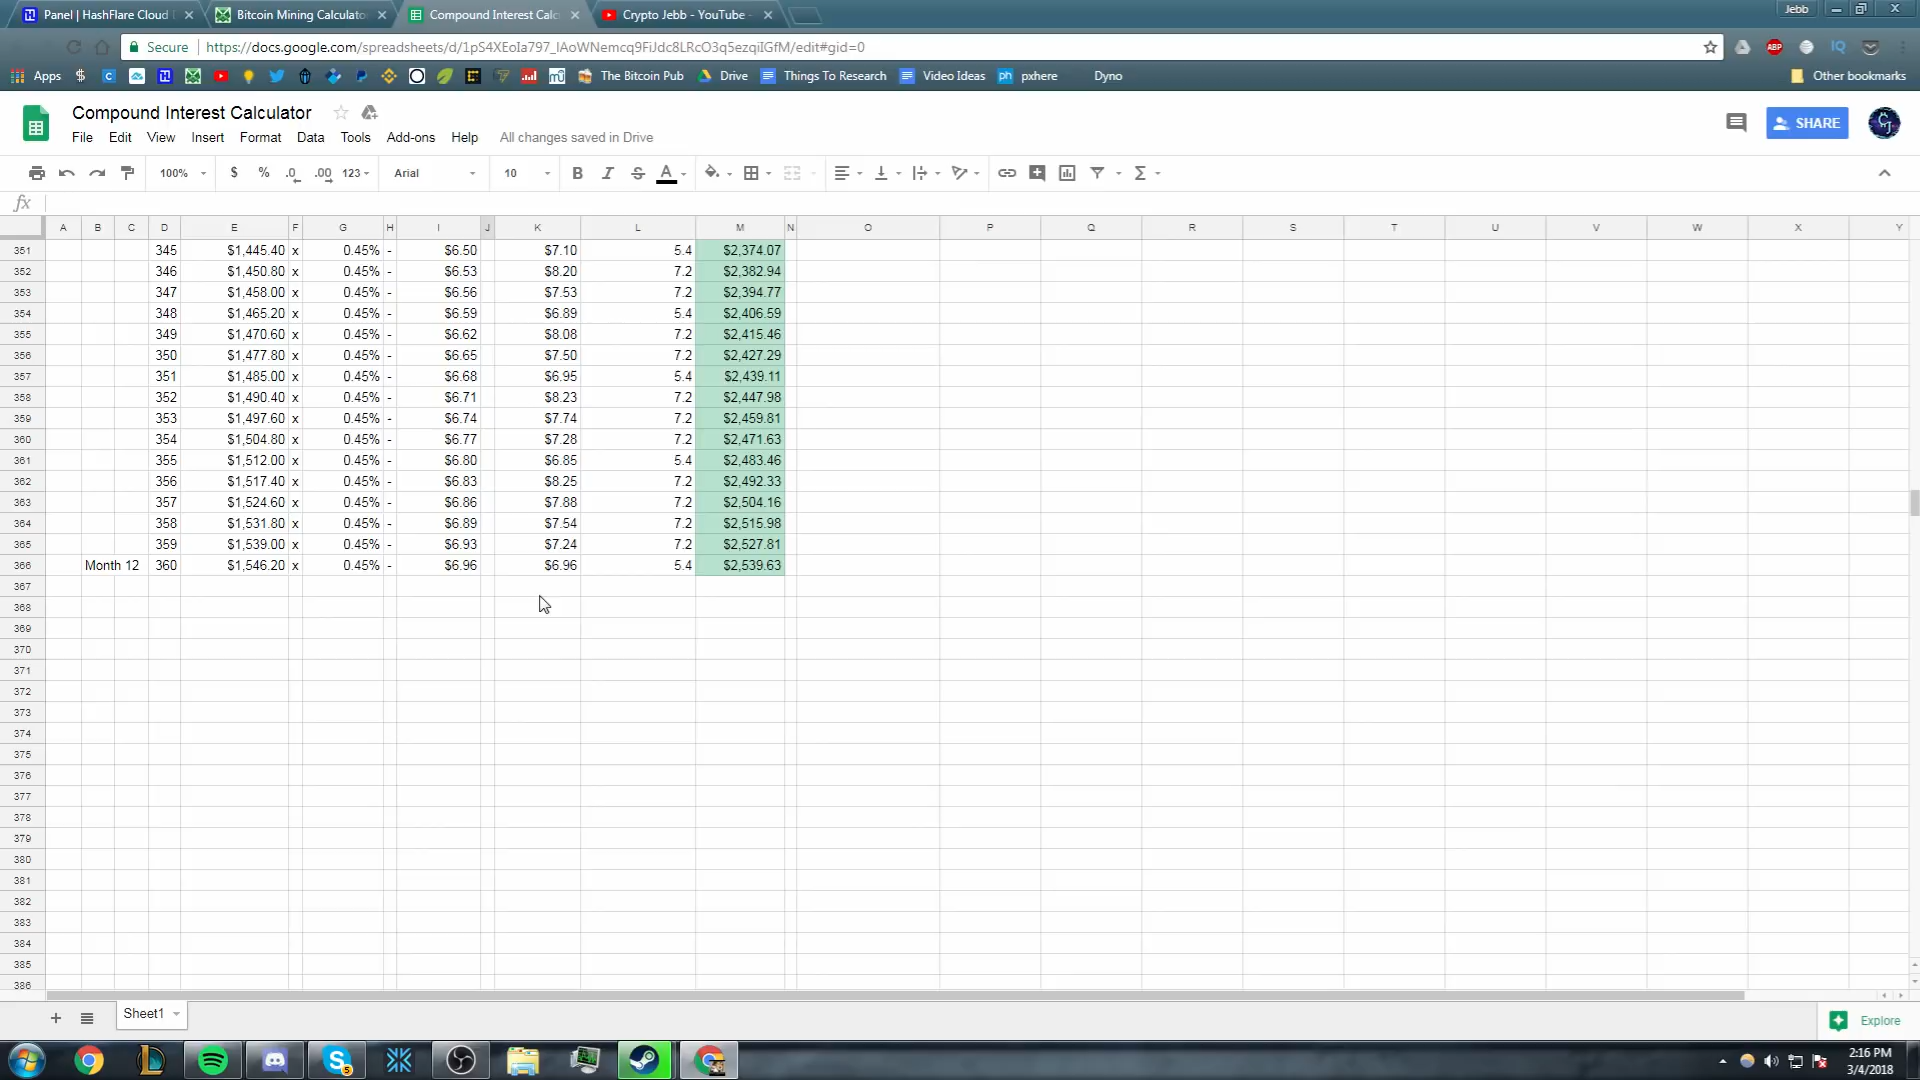 Panel | HashFlare Cloud
Bitcoin Mining Calculato
Compound Interest Calc
Crypto Jebb - YouTube
Jebb
Secure https://docs.google.com/spreadsheets/d/1pS4XEoIa797_lAoWNemcq9FiJdc8LRcO3q5ezqiIGfM/edit#gid=0
Apps The Bitcoin Pub Drive Things To Research Video Ideas pxhere Dyno Other bookmarks
Compound Interest Calculator
File Edit View Insert Format Data Tools Add-ons Help All changes saved in Drive
SHARE
100% $ % .0 .00 123 Arial 10 B I S A Σ
fx
A B C D E F G H I J K L M N O P Q R S T U V W X Y
351 345 $1,445.40 x 0.45% - $6.50 $7.10 5.4 $2,374.07
352 346 $1,450.80 x 0.45% - $6.53 $8.20 7.2 $2,382.94
353 347 $1,458.00 x 0.45% - $6.56 $7.53 7.2 $2,394.77
354 348 $1,465.20 x 0.45% - $6.59 $6.89 5.4 $2,406.59
355 349 $1,470.60 x 0.45% - $6.62 $8.08 7.2 $2,415.46
356 350 $1,477.80 x 0.45% - $6.65 $7.50 7.2 $2,427.29
357 351 $1,485.00 x 0.45% - $6.68 $6.95 5.4 $2,439.11
358 352 $1,490.40 x 0.45% - $6.71 $8.23 7.2 $2,447.98
359 353 $1,497.60 x 0.45% - $6.74 $7.74 7.2 $2,459.81
360 354 $1,504.80 x 0.45% - $6.77 $7.28 7.2 $2,471.63
361 355 $1,512.00 x 0.45% - $6.80 $6.85 5.4 $2,483.46
362 356 $1,517.40 x 0.45% - $6.83 $8.25 7.2 $2,492.33
363 357 $1,524.60 x 0.45% - $6.86 $7.88 7.2 $2,504.16
364 358 $1,531.80 x 0.45% - $6.89 $7.54 7.2 $2,515.98
365 359 $1,539.00 x 0.45% - $6.93 $7.24 7.2 $2,527.81
366 Month 12 360 $1,546.20 x 0.45% - $6.96 $6.96 5.4 $2,539.63
367
368
369
370
371
372
373
374
375
376
377
378
379
380
381
382
383
384
385
386
Sheet1
Explore
2:16 PM
3/4/2018